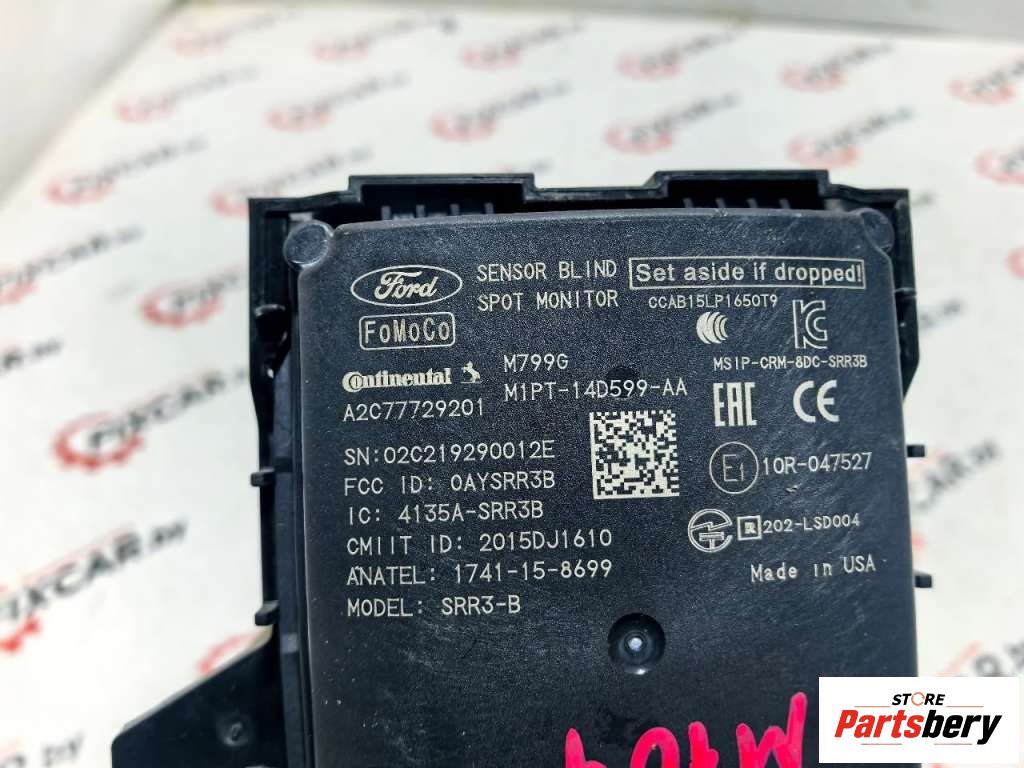 Ford
FoMoCo
SENSOR BLIND
SPOT MONITOR
Set aside if dropped!
CCAB15LP1650T9
Continental
A2C77729201
M799G
M1PT-14D599-AA
MSIP-CRM-8DC-SRR3B
EAC CE
SN:02C219290012E
FCC ID: OAYSRR3B
IC: 4135A-SRR3B
CMIIT ID: 2015DJ1610
ANATEL: 1741-15-8699
MODEL: SRR3-B
E1 10R-047527
R 202-LSD004
Made in USA
STORE
Partsbery